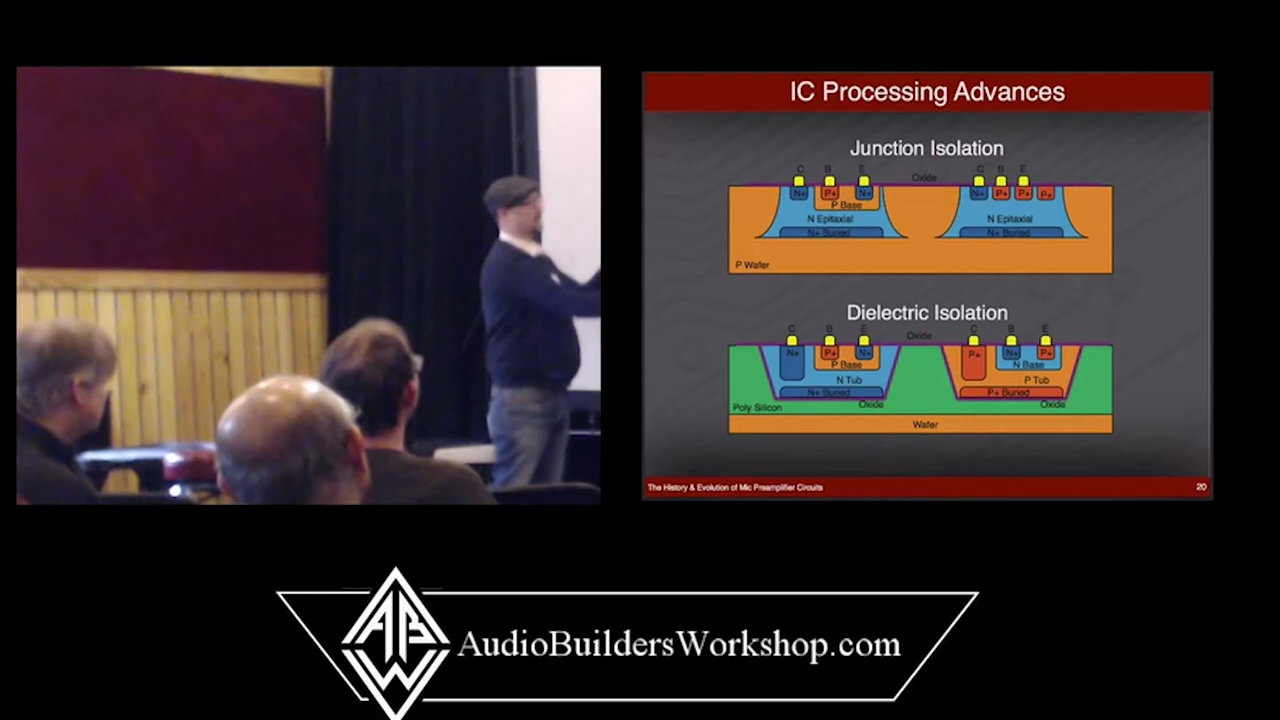 IC Processing Advances
Junction Isolation
C B E Oxide C B E
N+ P+ N+ N+ P+ P+ P+
P Base
N Epitaxial N Epitaxial
N+ Buried N+ Buried
P Wafer
Dielectric Isolation
C B E Oxide C B E
N+ P+ N+ P+ N+ P+
P Base N Base
N Tub P Tub
N+ Buried P+ Buried
Poly Silicon Oxide Oxide
Wafer
The History & Evolution of Mic Preamplifier Circuits 20
ABW AudioBuildersWorkshop.com